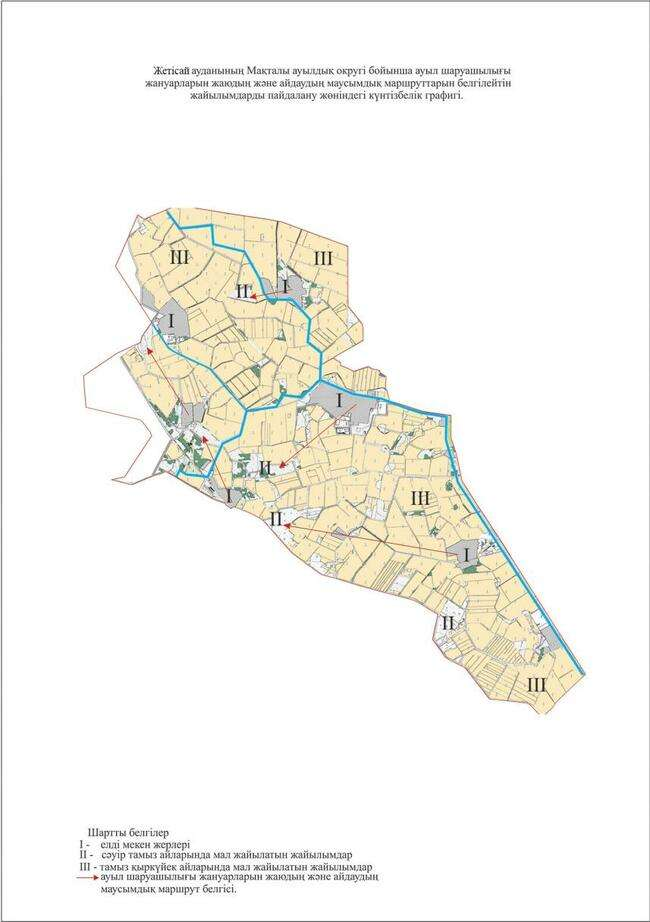 Жетісай ауданының Мақталы ауылдық округі бойынша ауыл шаруашылығы
жануарларын жаюдың және айдаудың маусымдық маршруттарын белгілейтін
жайылымдарды пайдалану жөніндегі күнтізбелік графигі.
III
III
II
I
I
I
II
III
I
II
I
II
III
Шартты белгілер
I - елді мекен жерлері
II - сәуір тамыз айларында мал жайылатын жайылымдар
III - тамыз қыркүйек айларында мал жайылатын жайылымдар
ауыл шаруашылығы жануарларын жаюдың және айдаудың
маусымдық маршрут белгісі.